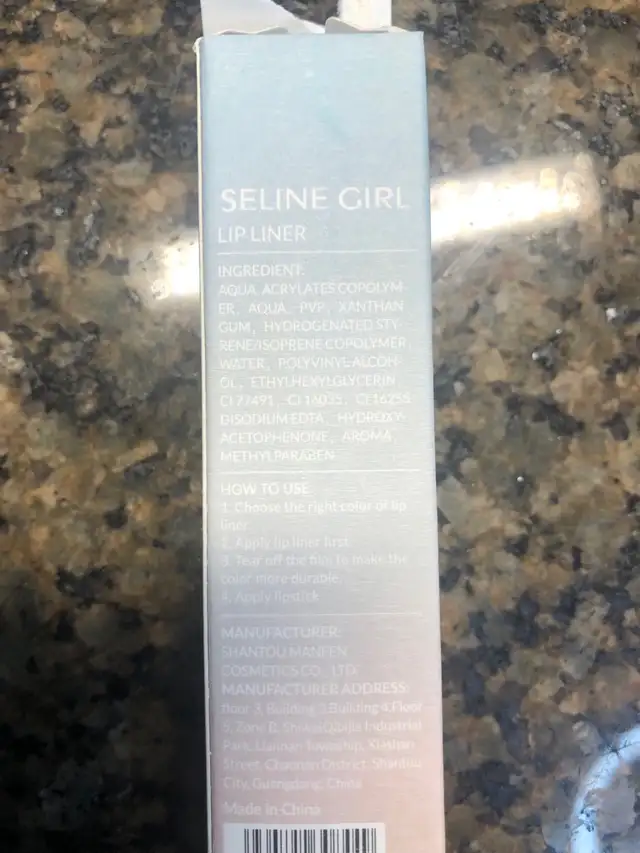 SELINE GIRL
LIP LINER
INGREDIENT:
AQUA, ACRYLATES COPOLYM-
ER, AQUA, PVP, XANTHAN
GUM, HYDROGENATED STY-
RENE/ISOPRENE COPOLYMER,
WATER, POLYVINYL ALCOH-
OL, ETHYLHEXYLGLYCERIN,
CI 77491, CI 16035, CI 16255
DISODIUM EDTA, HYDROXY-
ACETOPHENONE, AROMA,
METHYLPARABEN
HOW TO USE
1. Choose the right color of lip
liner.
2. Apply lip liner first
3. Tear off the film to make the
color more durable.
4. Apply lipstick
MANUFACTURER:
SHANTOU MANFEN
COSMETICS CO., LTD.
MANUFACTURER ADDRESS:
floor 3, Building 3, Building 4, Floor
5, Zone B, Industrial
Park, Township, Xiashan
Street, Chaonan District, Shantou
City, Guangdong, China
Made in China